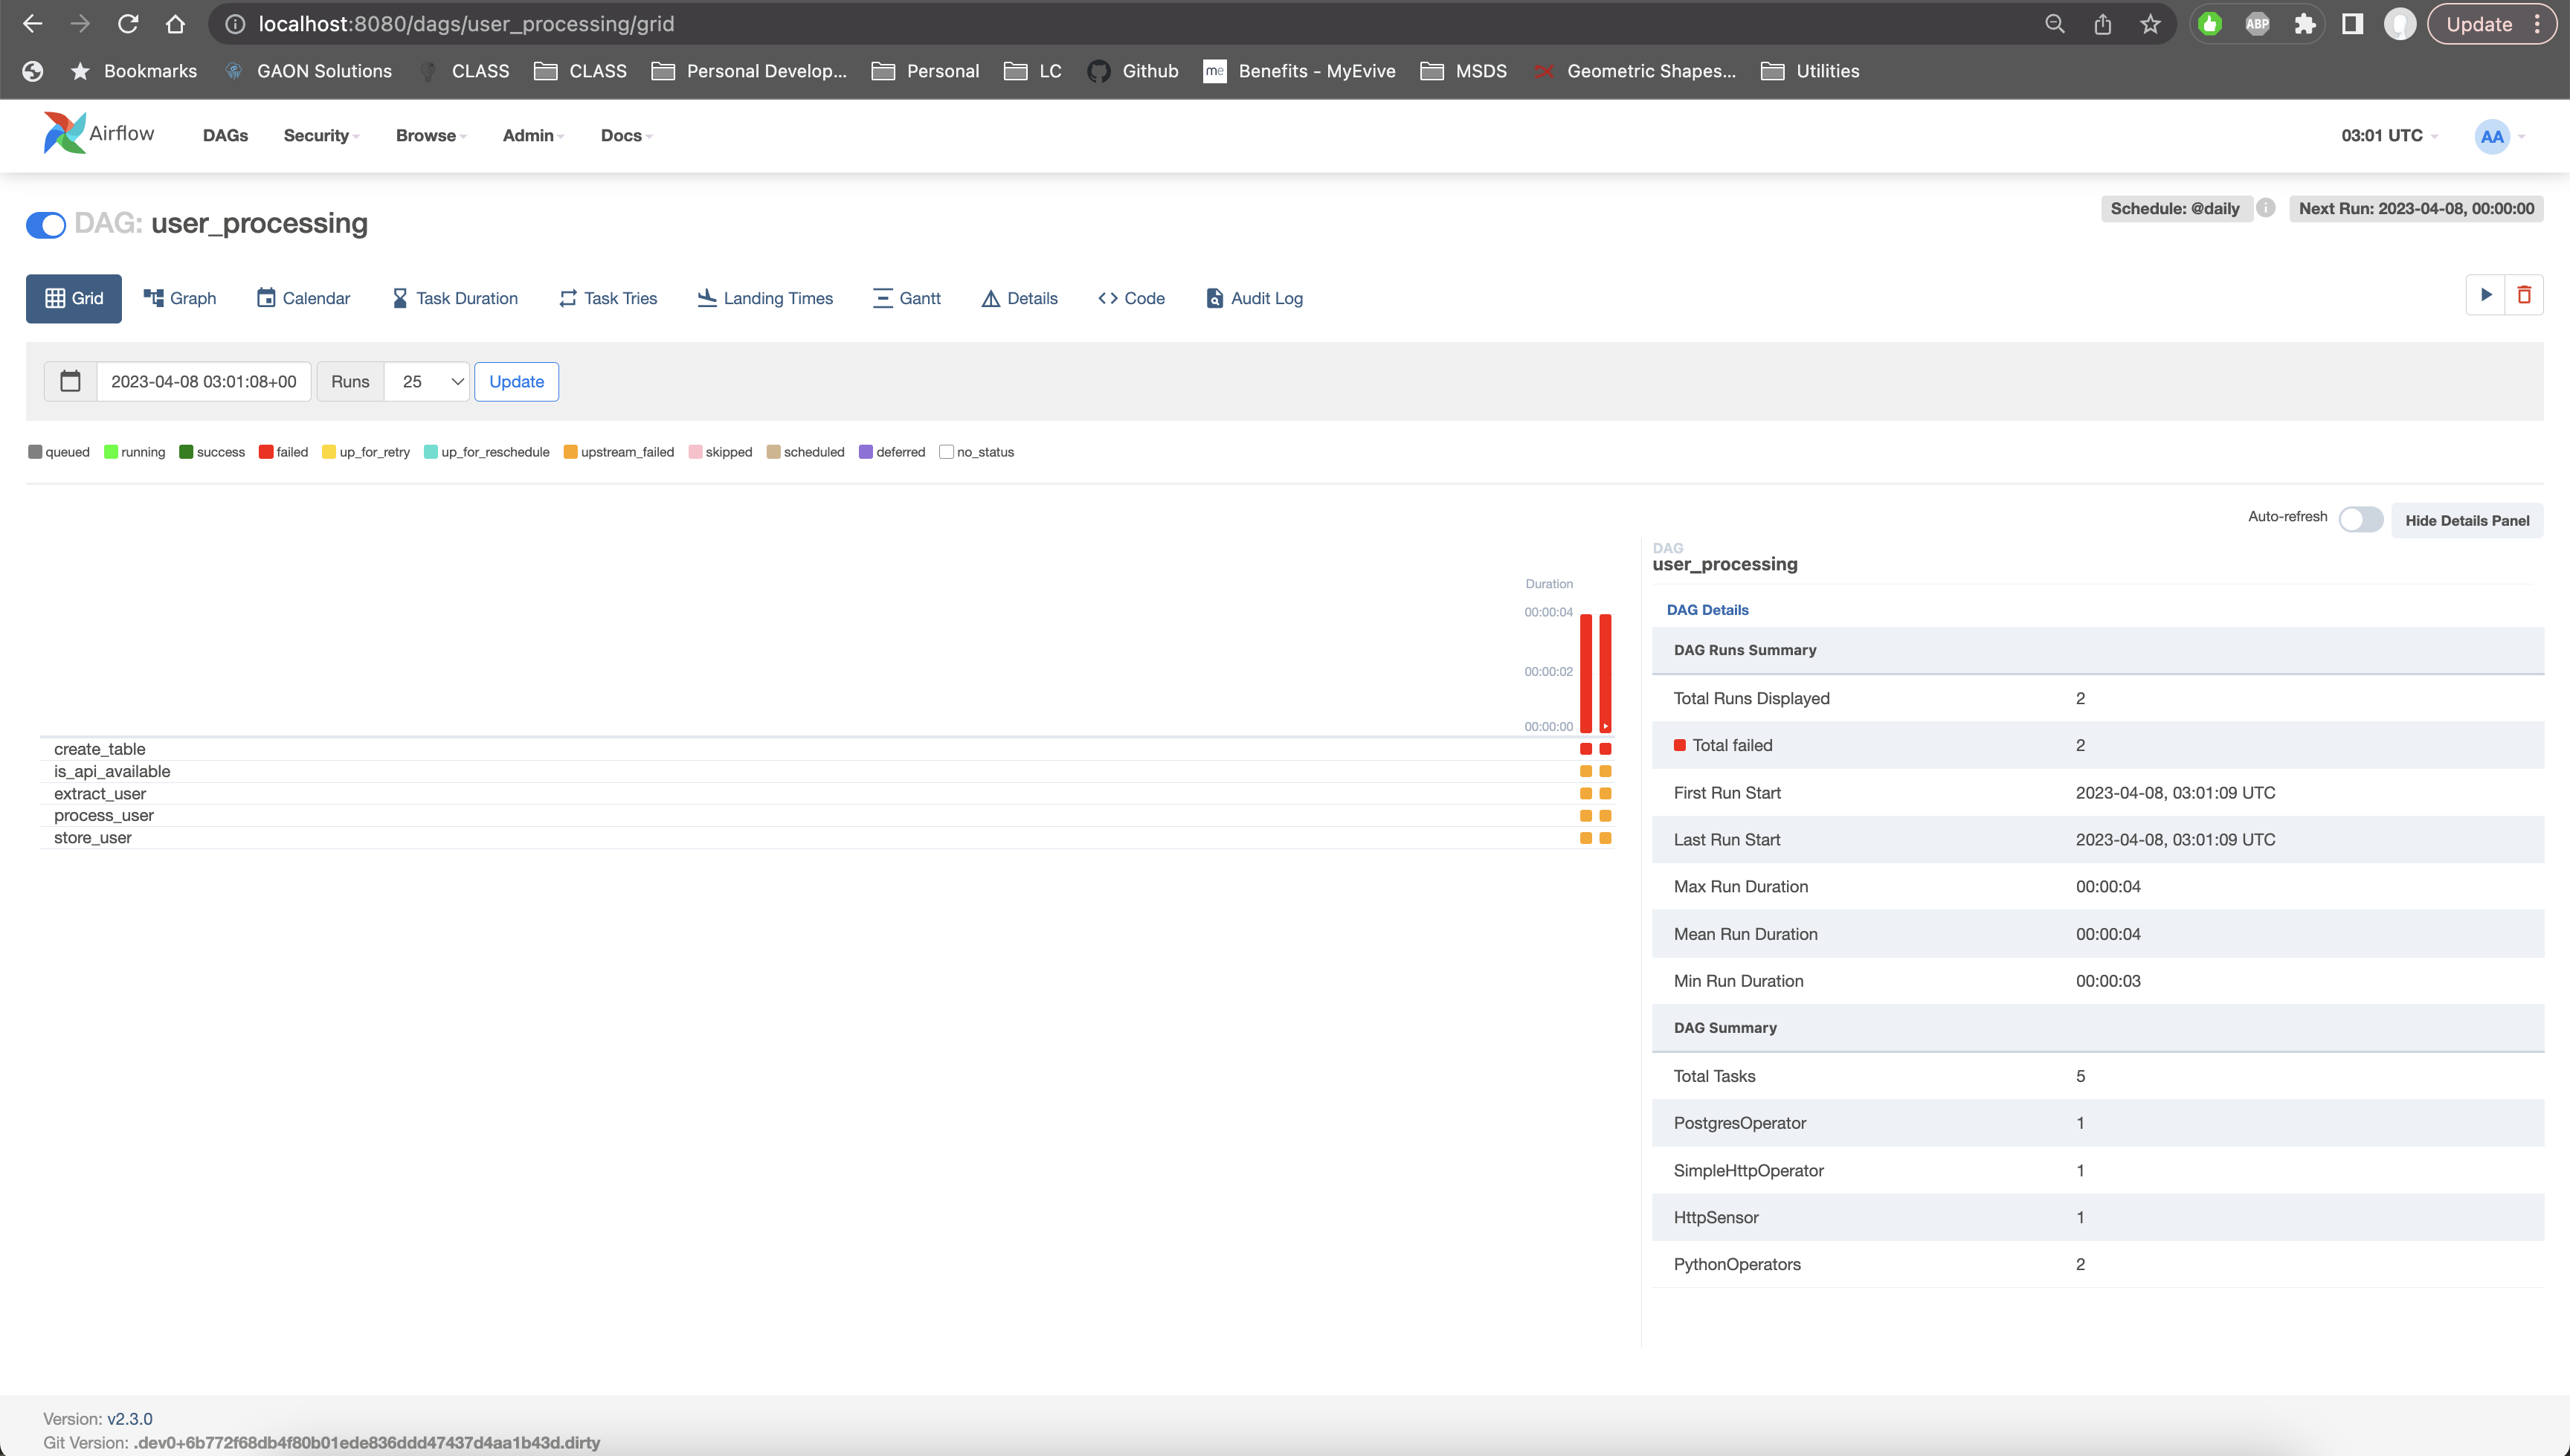 localhost:8080/dags/user_processing/grid
ABP
Update
Bookmarks GAON Solutions CLASS CLASS Personal Develop... Personal LC Github me Benefits - MyEvive MSDS Geometric Shapes... Utilities
Airflow DAGs Security Browse Admin Docs 03:01 UTC AA
DAG: user_processing
Schedule: @daily Next Run: 2023-04-08, 00:00:00
Grid Graph Calendar Task Duration Task Tries Landing Times Gantt Details Code Audit Log
2023-04-08 03:01:08+00 Runs 25 Update
queued running success failed up_for_retry up_for_reschedule upstream_failed skipped scheduled deferred no_status
Auto-refresh Hide Details Panel
Duration
00:00:04
00:00:02
00:00:00
create_table
is_api_available
extract_user
process_user
store_user
DAG
user_processing
DAG Details
DAG Runs Summary
Total Runs Displayed 2
Total failed 2
First Run Start 2023-04-08, 03:01:09 UTC
Last Run Start 2023-04-08, 03:01:09 UTC
Max Run Duration 00:00:04
Mean Run Duration 00:00:04
Min Run Duration 00:00:03
DAG Summary
Total Tasks 5
PostgresOperator 1
SimpleHttpOperator 1
HttpSensor 1
PythonOperators 2
Version: v2.3.0
Git Version: .dev0+6b772f68db4f80b01ede836ddd47437d4aa1b43d.dirty